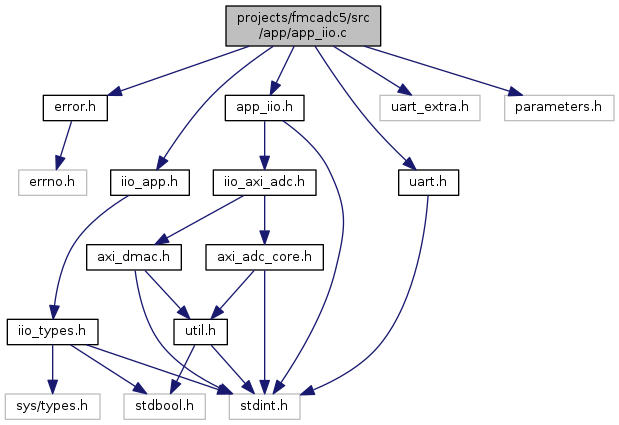 projects/fmcadc5/src
/app/app_iio.c
error.h
app_iio.h
uart_extra.h
parameters.h
errno.h
iio_app.h
iio_axi_adc.h
uart.h
axi_dmac.h
axi_adc_core.h
iio_types.h
util.h
sys/types.h
stdbool.h
stdint.h